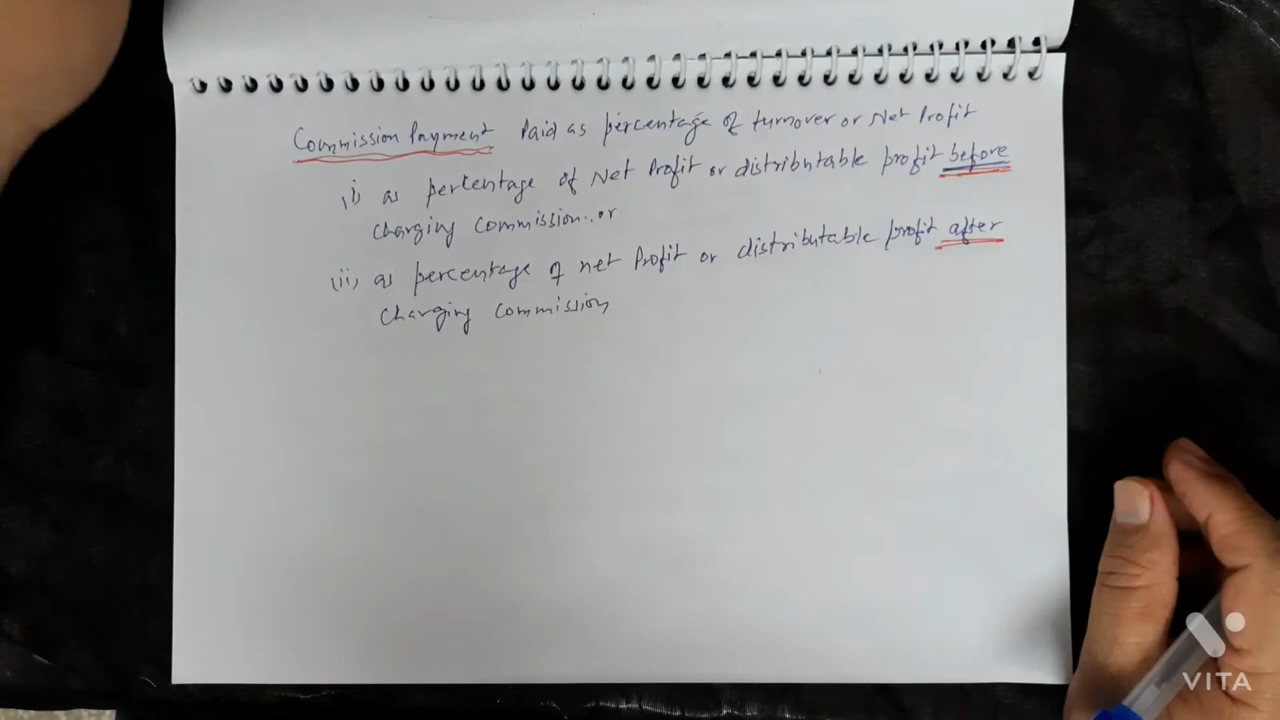 Commission Payment Paid as percentage of turnover or Net Profit
(i) as percentage of Net Profit or distributable profit before
charging commission.. or
(ii) as percentage of net Profit or distributable profit after
charging commission
VITA